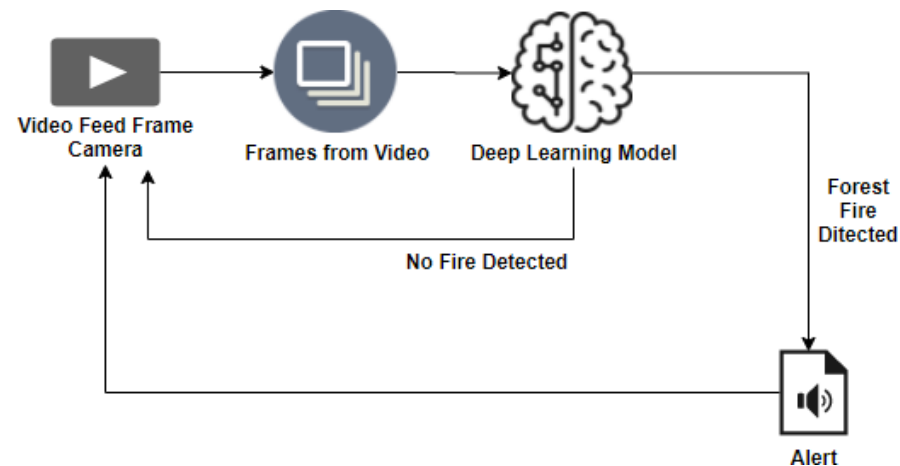 Video Feed Frame
Camera
Frames from Video
Deep Learning Model
Forest
Fire
Ditected
No Fire Detected
Alert